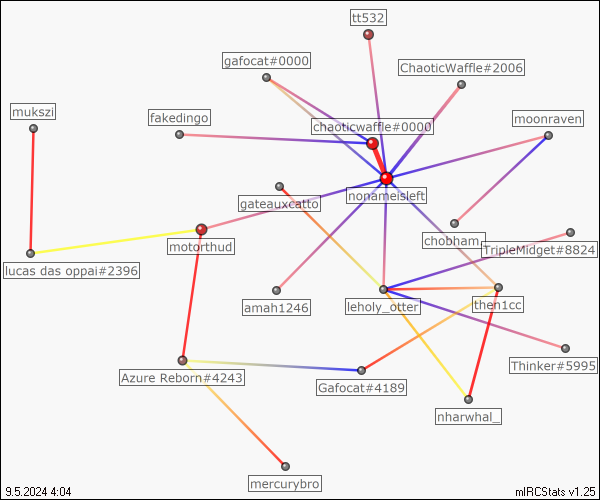 tt532
gafocat#0000
ChaoticWaffle#2006
mukszi
fakedingo
chaoticwaffle#0000
moonraven
nonameisleft
gateauxcatto
chobham_
motorthud
TripleMidget#8824
lucas das oppai#2396
amah1246
leholy_otter
then1cc
Azure Reborn#4243
Gafocat#4189
Thinker#5995
nharwhal_
mercurybro
9.5.2024 4:04
mIRCStats v1.25